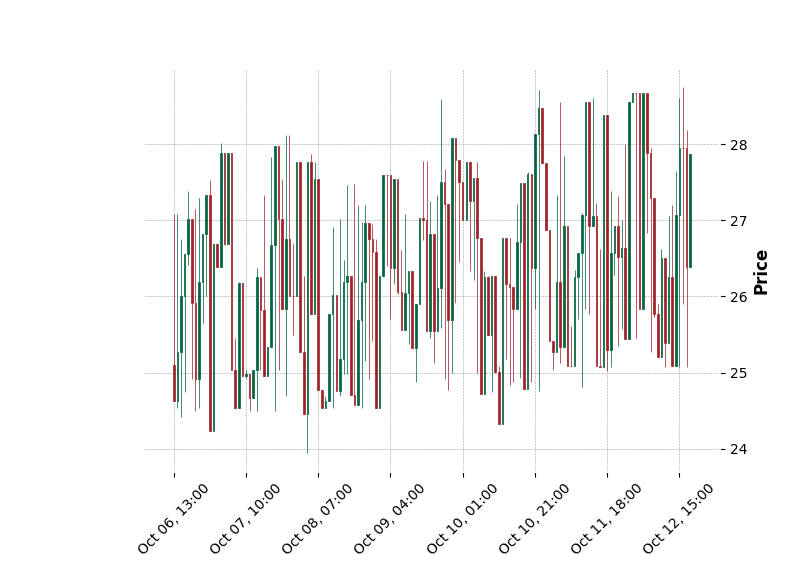 28
27
26
25
24
Price
Oct 06, 13:00
Oct 07, 10:00
Oct 08, 07:00
Oct 09, 04:00
Oct 10, 01:00
Oct 10, 21:00
Oct 11, 18:00
Oct 12, 15:00